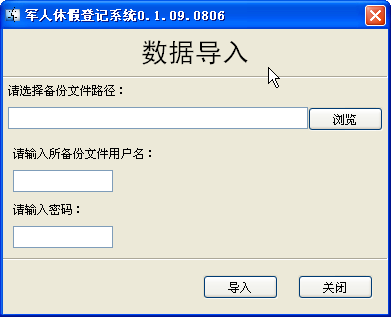 军人休假登记系统0.1.09.0806
数据导入
请选择备份文件路径：
浏览
请输入所备份文件用户名：
请输入密码：
导入
关闭